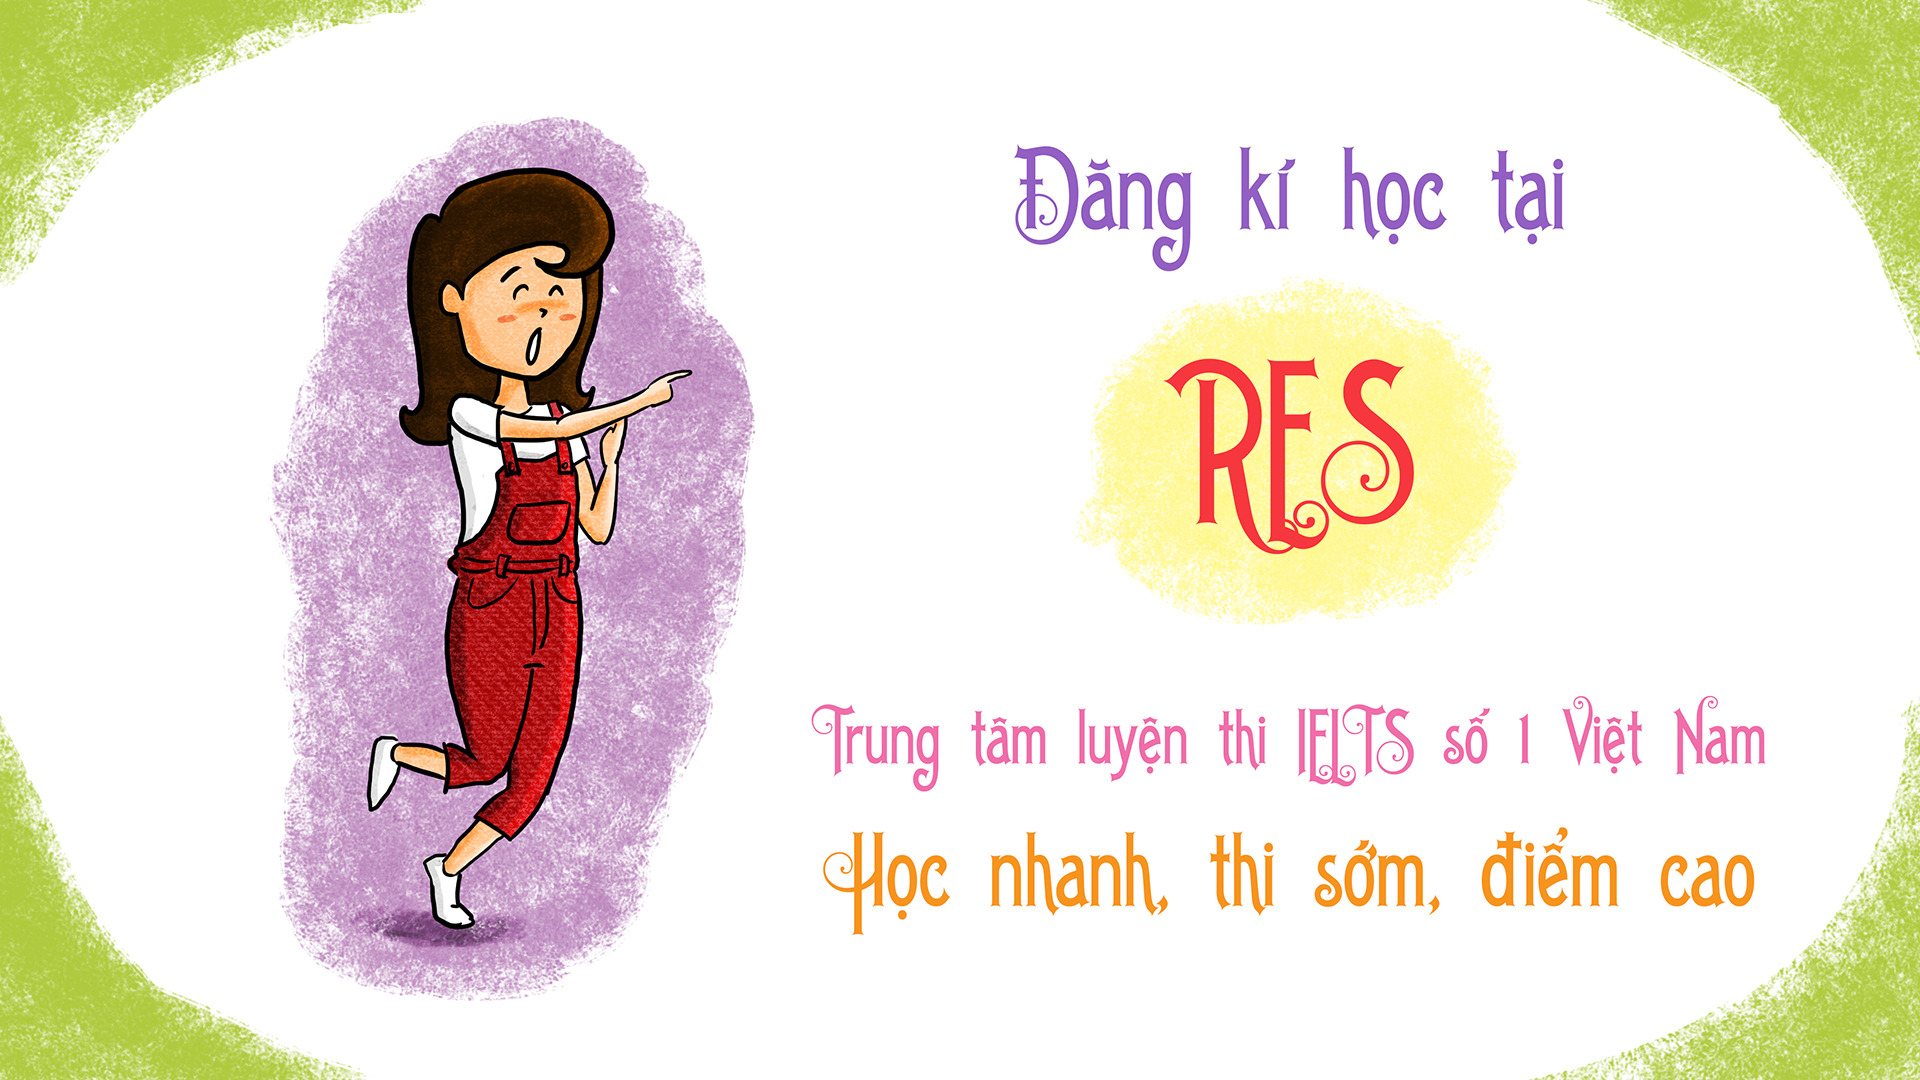 Đăng kí học tại
RES
Trung tâm luyện thi IELTS số 1 Việt Nam
Học nhanh, thi sớm, điểm cao